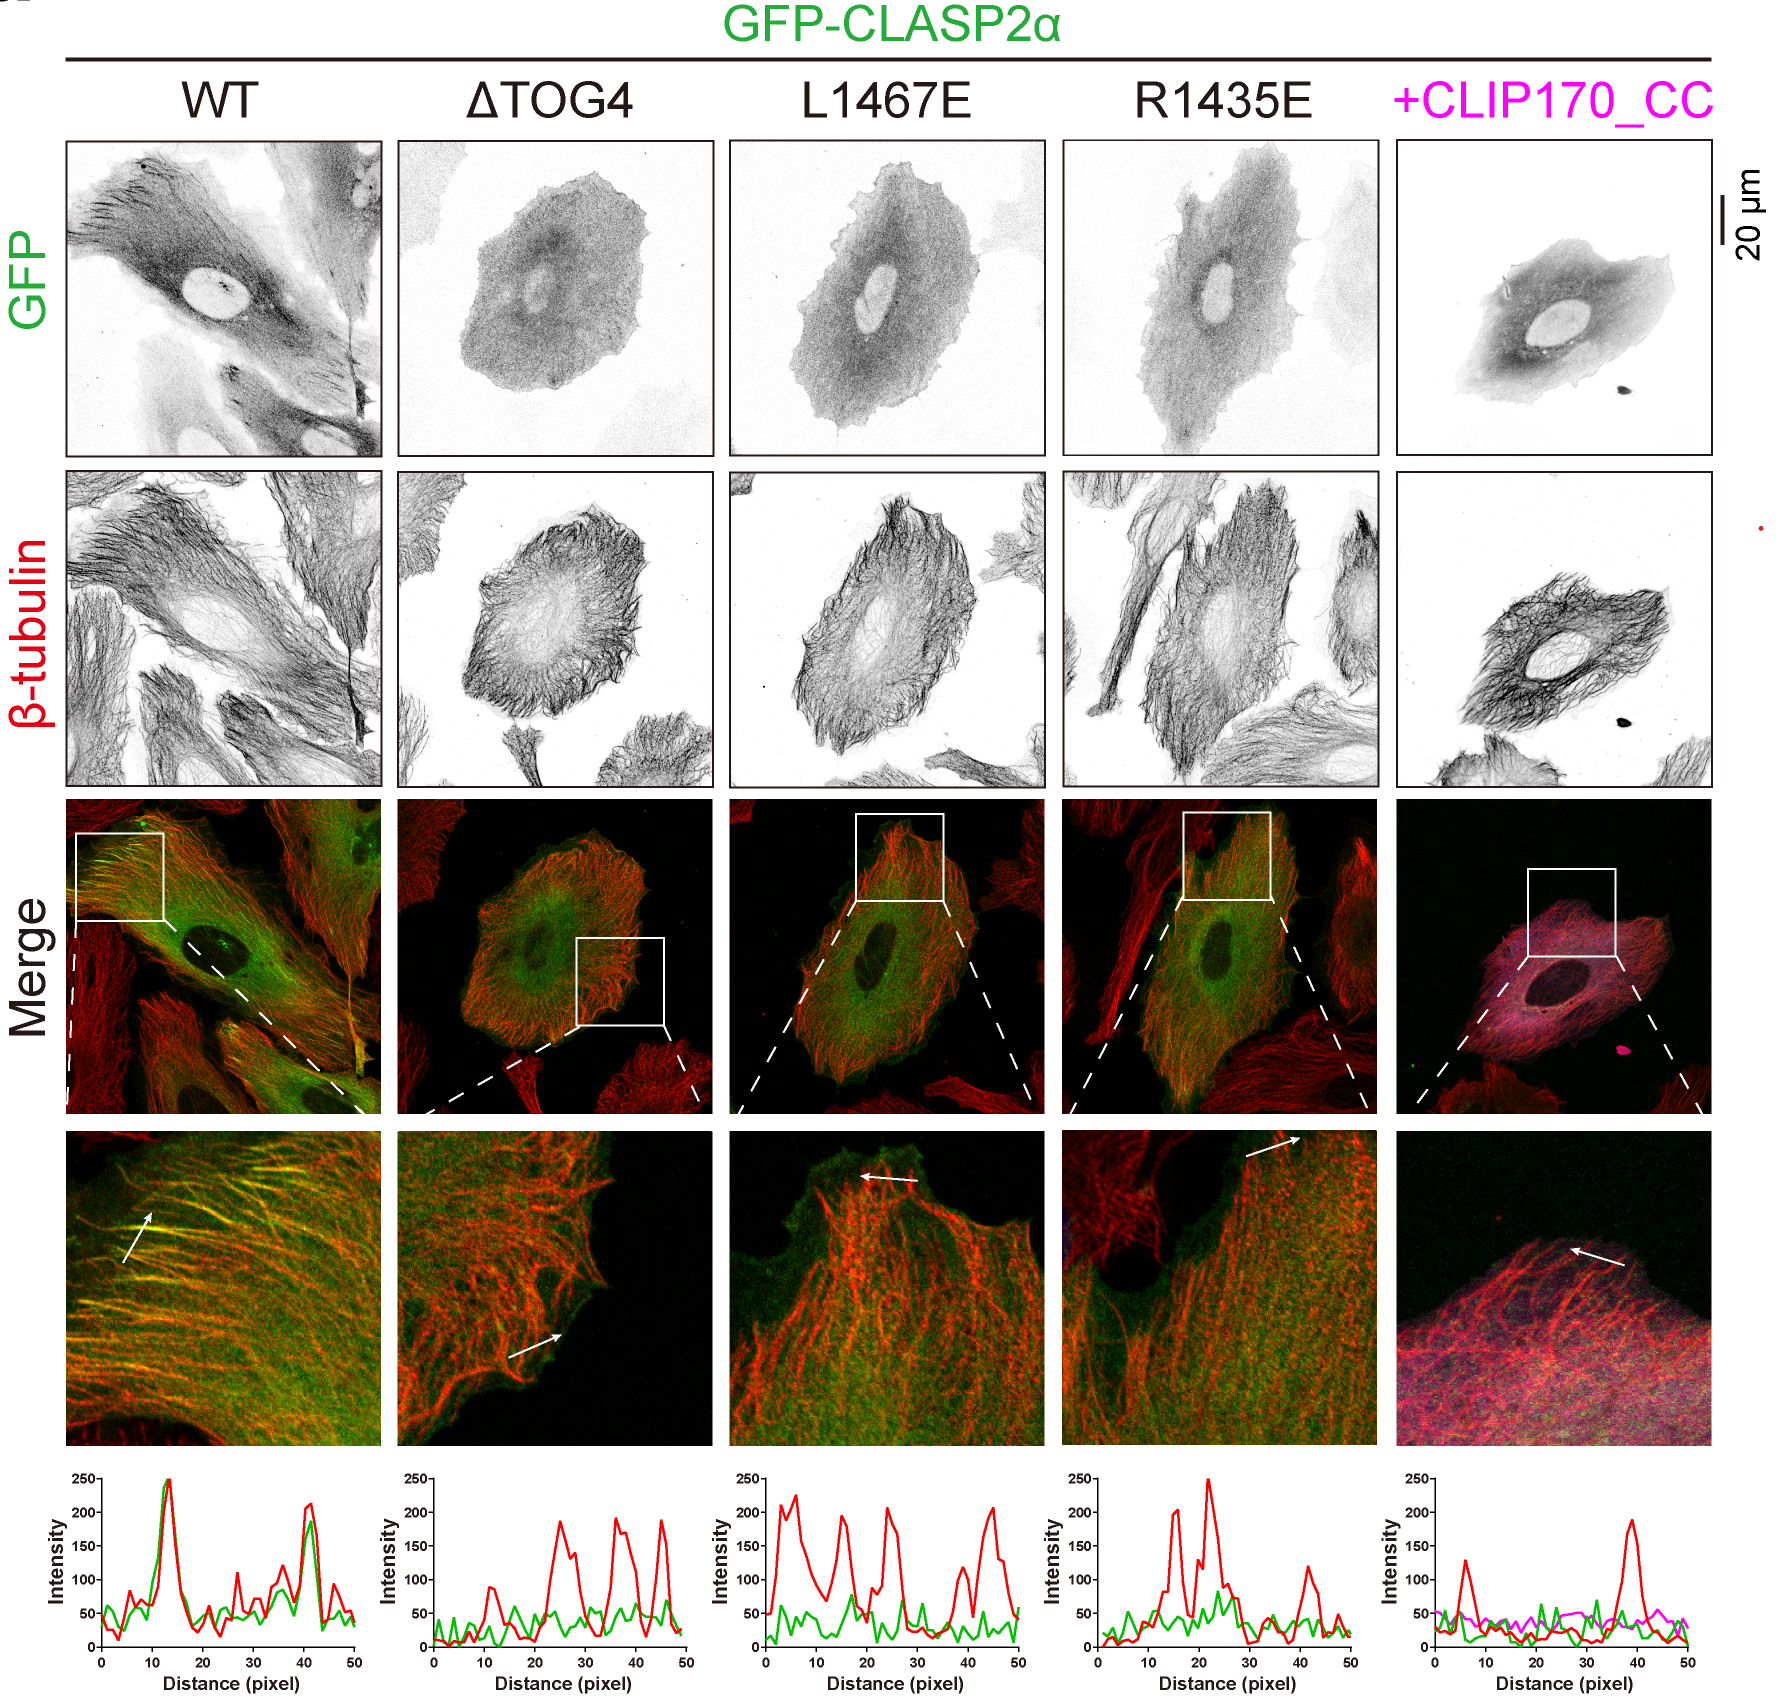 GFP-CLASP2α
WT
ΔTOG4
L1467E
R1435E
+CLIP170_CC
GFP
20 μm
β-tubulin
Merge
250
200
150
100
50
0
Intensity
0 10 20 30 40 50
Distance (pixel)
250
200
150
100
50
0
Intensity
0 10 20 30 40 50
Distance (pixel)
250
200
150
100
50
0
Intensity
0 10 20 30 40 50
Distance (pixel)
250
200
150
100
50
0
Intensity
0 10 20 30 40 50
Distance (pixel)
250
200
150
100
50
0
Intensity
0 10 20 30 40 50
Distance (pixel)